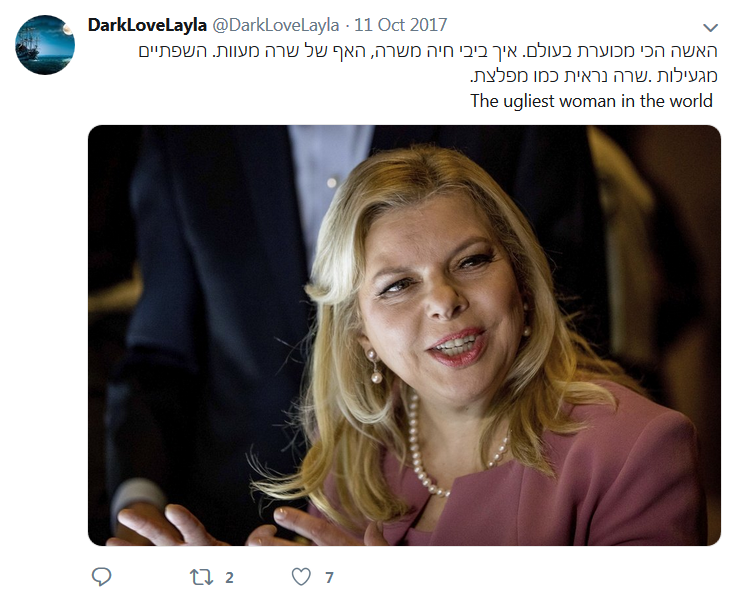 DarkLoveLayla @DarkLoveLayla · 11 Oct 2017
האשה הכי מכוערת בעולם. איך ביבי חיה משרה, האף של שרה מעוות. השפתיים
מגעילות .שרה נראית כמו מפלצת.
The ugliest woman in the world
2 7